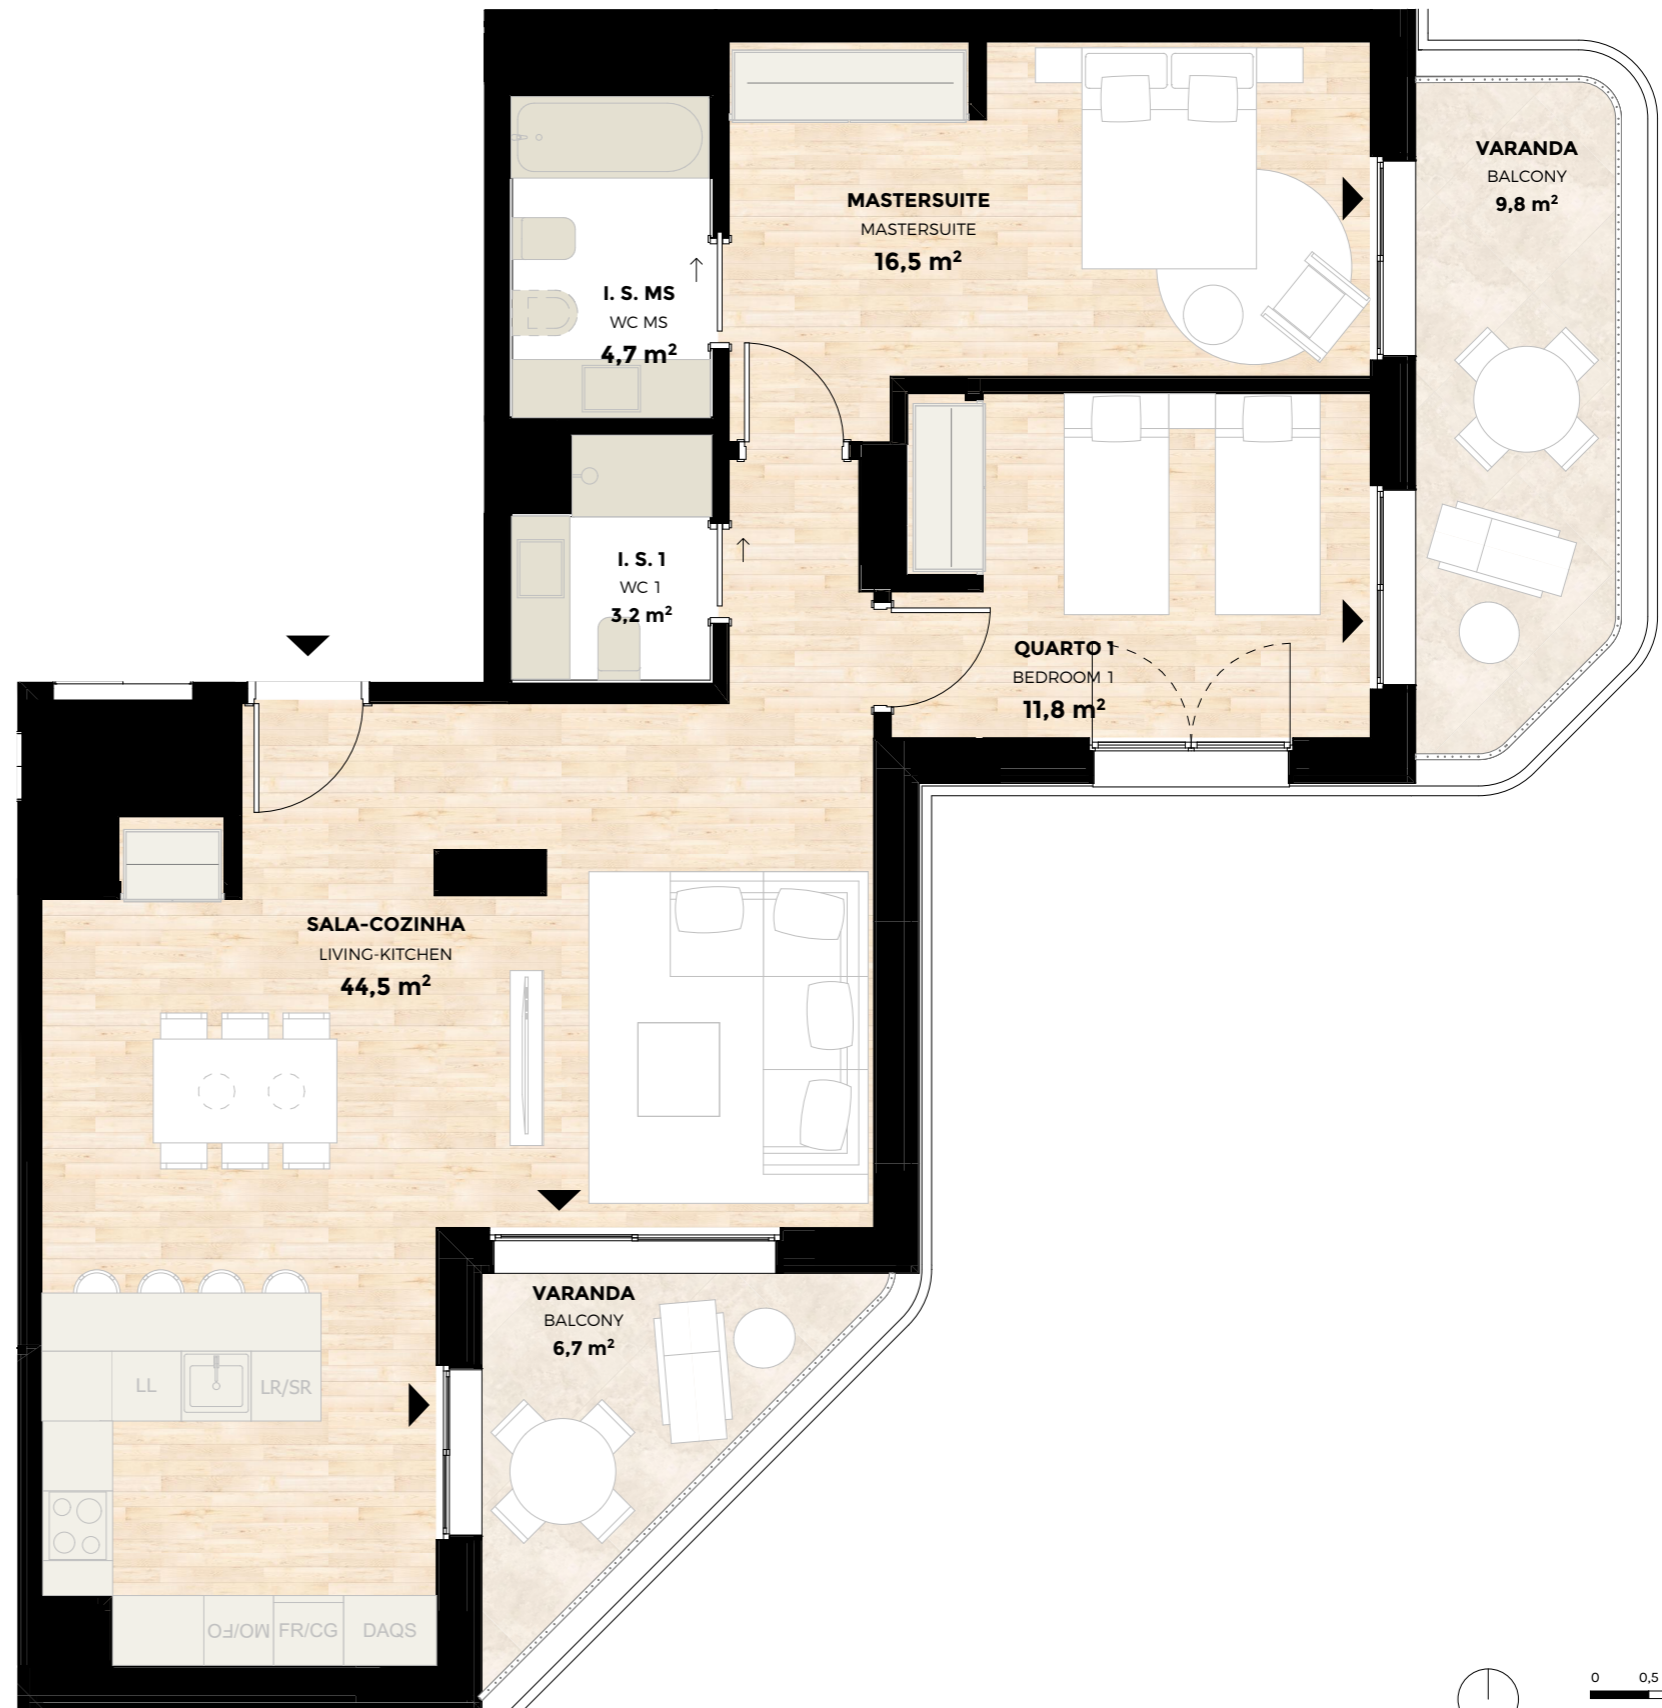 VARANDA
BALCONY
9,8 m²
MASTERSUITE
MASTERSUITE
16,5 m²
I. S. MS
WC MS
4,7 m²
I. S. 1
WC 1
3,2 m²
QUARTO 1
BEDROOM 1
11,8 m²
SALA-COZINHA
LIVING-KITCHEN
44,5 m²
VARANDA
BALCONY
6,7 m²
LL
LR/SR
MO/FO
FR/CG
DAQS
0 0,5